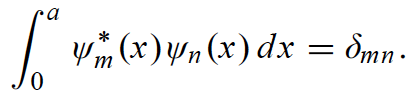 ∫₀ᵃ ψₘ*(x)ψₙ(x) dx = δₘₙ.